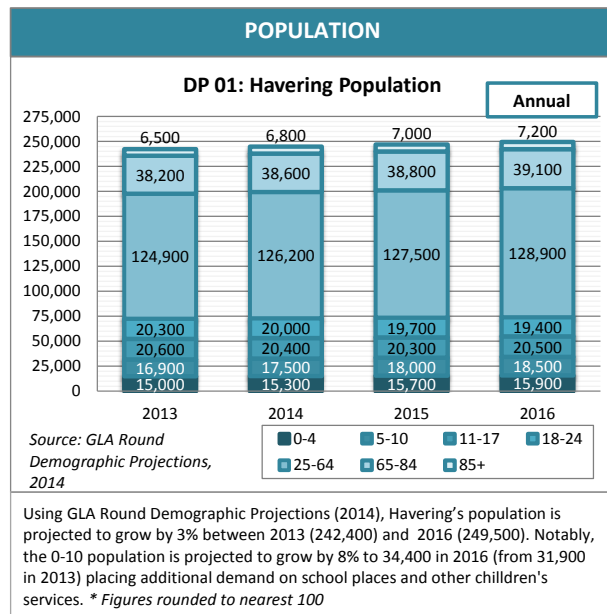 POPULATION
DP 01: Havering Population
Annual
275,000
250,000
225,000
200,000
175,000
150,000
125,000
100,000
75,000
50,000
25,000
0
6,500 6,800 7,000 7,200
38,200 38,600 38,800 39,100
124,900 126,200 127,500 128,900
20,300 20,000 19,700 19,400
20,600 20,400 20,300 20,500
16,900 17,500 18,000 18,500
15,000 15,300 15,700 15,900
2013 2014 2015 2016
Source: GLA Round
Demographic Projections,
2014
0-4 5-10 11-17 18-24
25-64 65-84 85+
Using GLA Round Demographic Projections (2014), Havering's population is
projected to grow by 3% between 2013 (242,400) and 2016 (249,500). Notably,
the 0-10 population is projected to grow by 8% to 34,400 in 2016 (from 31,900
in 2013) placing additional demand on school places and other chilldren's
services. * Figures rounded to nearest 100